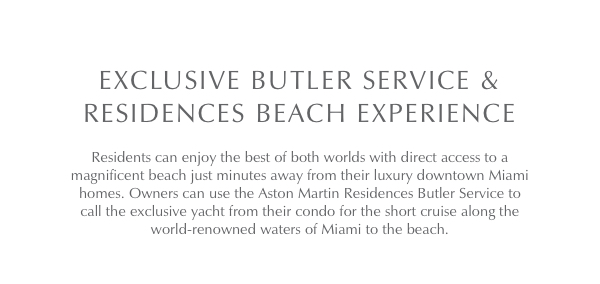 EXCLUSIVE BUTLER SERVICE &
RESIDENCES BEACH EXPERIENCE
Residents can enjoy the best of both worlds with direct access to a
magnificent beach just minutes away from their luxury downtown Miami
homes. Owners can use the Aston Martin Residences Butler Service to
call the exclusive yacht from their condo for the short cruise along the
world-renowned waters of Miami to the beach.